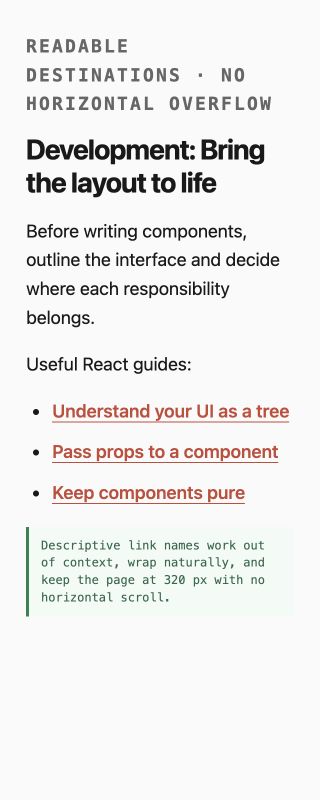 READABLE
DESTINATIONS · NO
HORIZONTAL OVERFLOW
Development: Bring
the layout to life
Before writing components,
outline the interface and decide
where each responsibility
belongs.
Useful React guides:
• Understand your UI as a tree
• Pass props to a component
• Keep components pure
Descriptive link names work out
of context, wrap naturally, and
keep the page at 320 px with no
horizontal scroll.